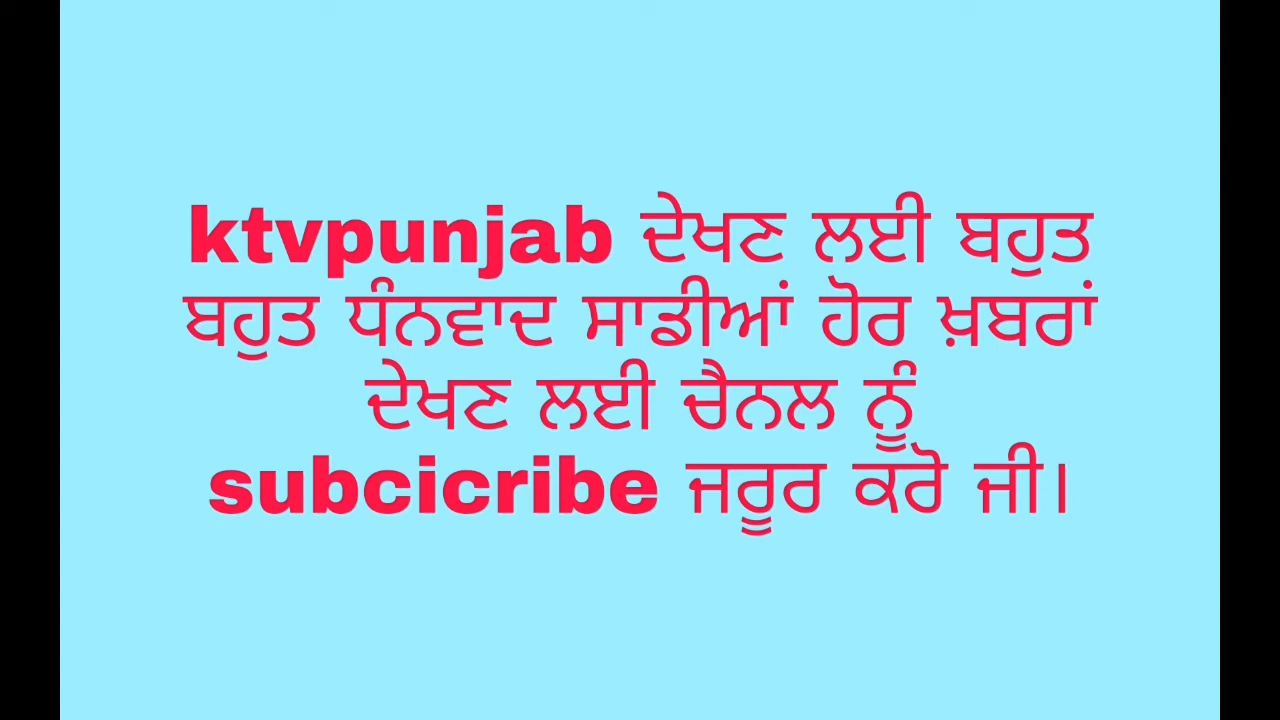 ktvpunjab ਦੇਖਣ ਲਈ ਬਹੁਤ
ਬਹੁਤ ਧੰਨਵਾਦ ਸਾਡੀਆਂ ਹੋਰ ਖ਼ਬਰਾਂ
ਦੇਖਣ ਲਈ ਚੈਨਲ ਨੂੰ
subcicribe ਜਰੂਰ ਕਰੋ ਜੀ।